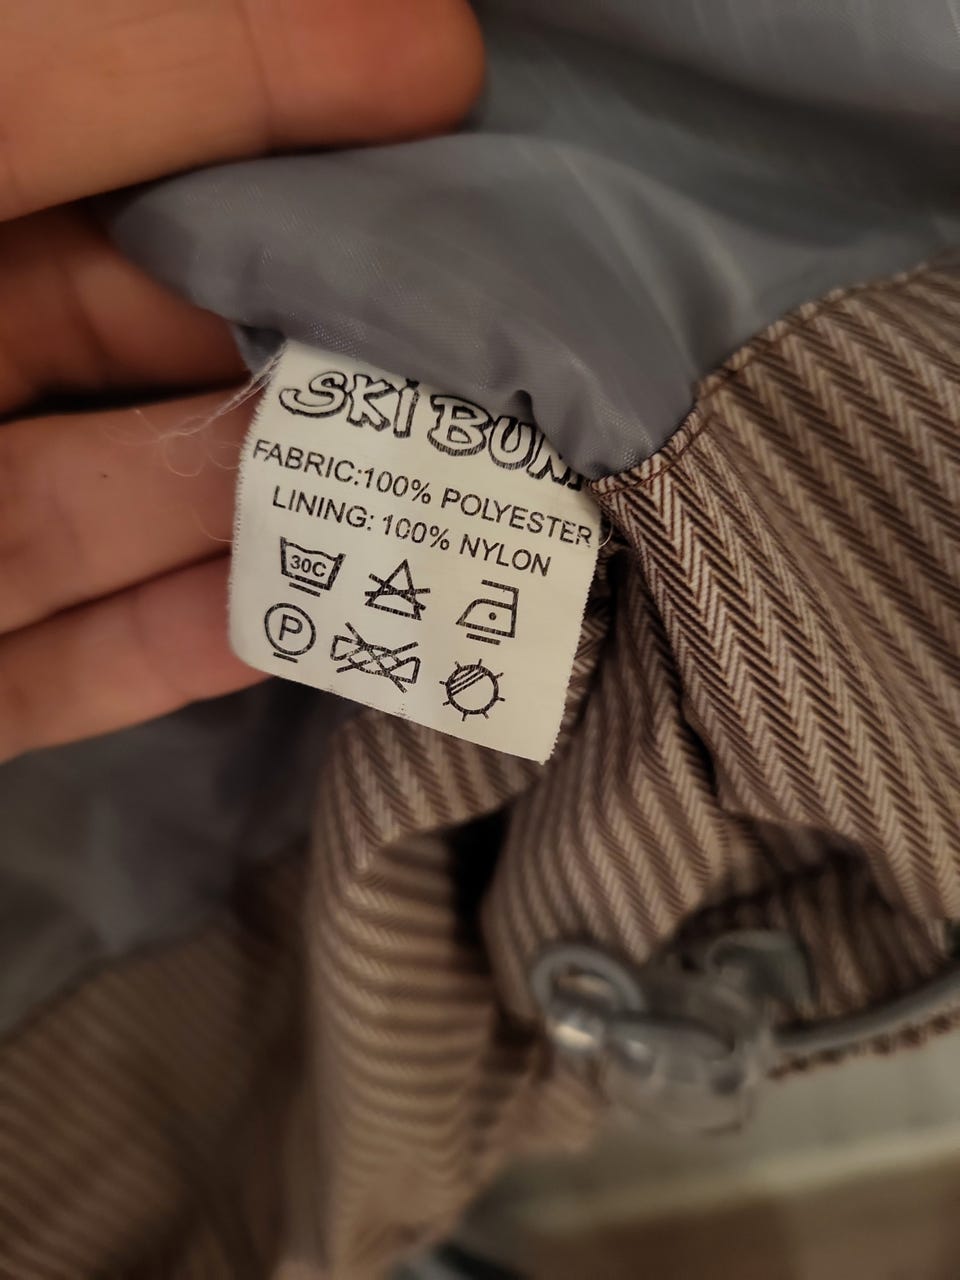 SKI BUM
FABRIC:100% POLYESTER
LINING: 100% NYLON
30C
P